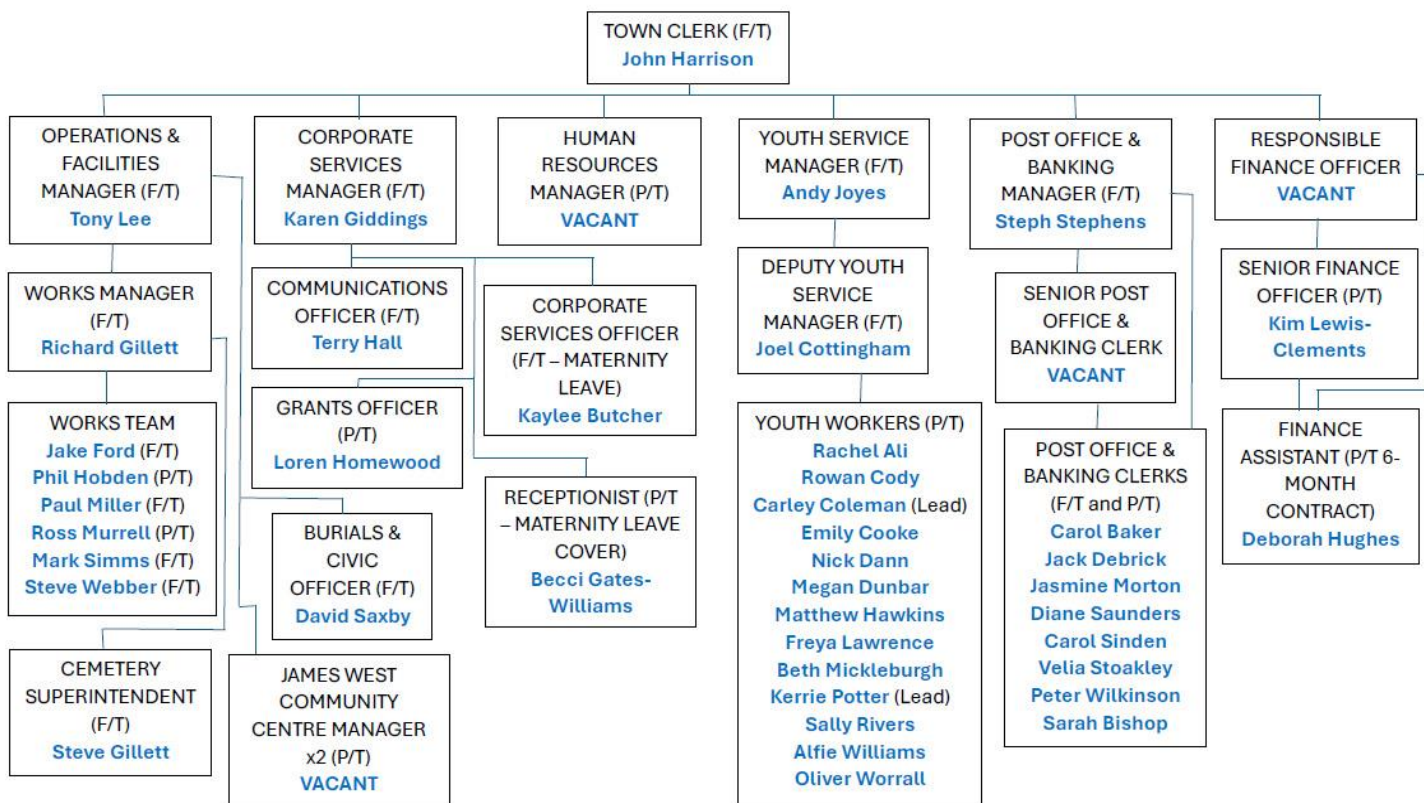 TOWN CLERK (F/T)
John Harrison
OPERATIONS &
FACILITIES
MANAGER (F/T)
Tony Lee
CORPORATE
SERVICES
MANAGER (F/T)
Karen Giddings
HUMAN
RESOURCES
MANAGER (P/T)
VACANT
YOUTH SERVICE
MANAGER (F/T)
Andy Joyes
POST OFFICE &
BANKING
MANAGER (F/T)
Steph Stephens
RESPONSIBLE
FINANCE OFFICER
VACANT
WORKS MANAGER
(F/T)
Richard Gillett
COMMUNICATIONS
OFFICER (F/T)
Terry Hall
CORPORATE
SERVICES OFFICER
(F/T – MATERNITY
LEAVE)
Kaylee Butcher
DEPUTY YOUTH
SERVICE
MANAGER (F/T)
Joel Cottingham
SENIOR POST
OFFICE &
BANKING CLERK
VACANT
SENIOR FINANCE
OFFICER (P/T)
Kim Lewis-
Clements
WORKS TEAM
Jake Ford (F/T)
Phil Hobden (P/T)
Paul Miller (F/T)
Ross Murrell (P/T)
Mark Simms (F/T)
Steve Webber (F/T)
GRANTS OFFICER
(P/T)
Loren Homewood
RECEPTIONIST (P/T
– MATERNITY LEAVE
COVER)
Becci Gates-
Williams
YOUTH WORKERS (P/T)
Rachel Ali
Rowan Cody
Carley Coleman (Lead)
Emily Cooke
Nick Dann
Megan Dunbar
Matthew Hawkins
Freya Lawrence
Beth Mickleburgh
Kerrie Potter (Lead)
Sally Rivers
Alfie Williams
Oliver Worrall
POST OFFICE &
BANKING CLERKS
(F/T and P/T)
Carol Baker
Jack Debrick
Jasmine Morton
Diane Saunders
Carol Sinden
Velia Stoakley
Peter Wilkinson
Sarah Bishop
FINANCE
ASSISTANT (P/T 6-
MONTH
CONTRACT)
Deborah Hughes
BURIALS &
CIVIC
OFFICER (F/T)
David Saxby
CEMETERY
SUPERINTENDENT
(F/T)
Steve Gillett
JAMES WEST
COMMUNITY
CENTRE MANAGER
x2 (P/T)
VACANT